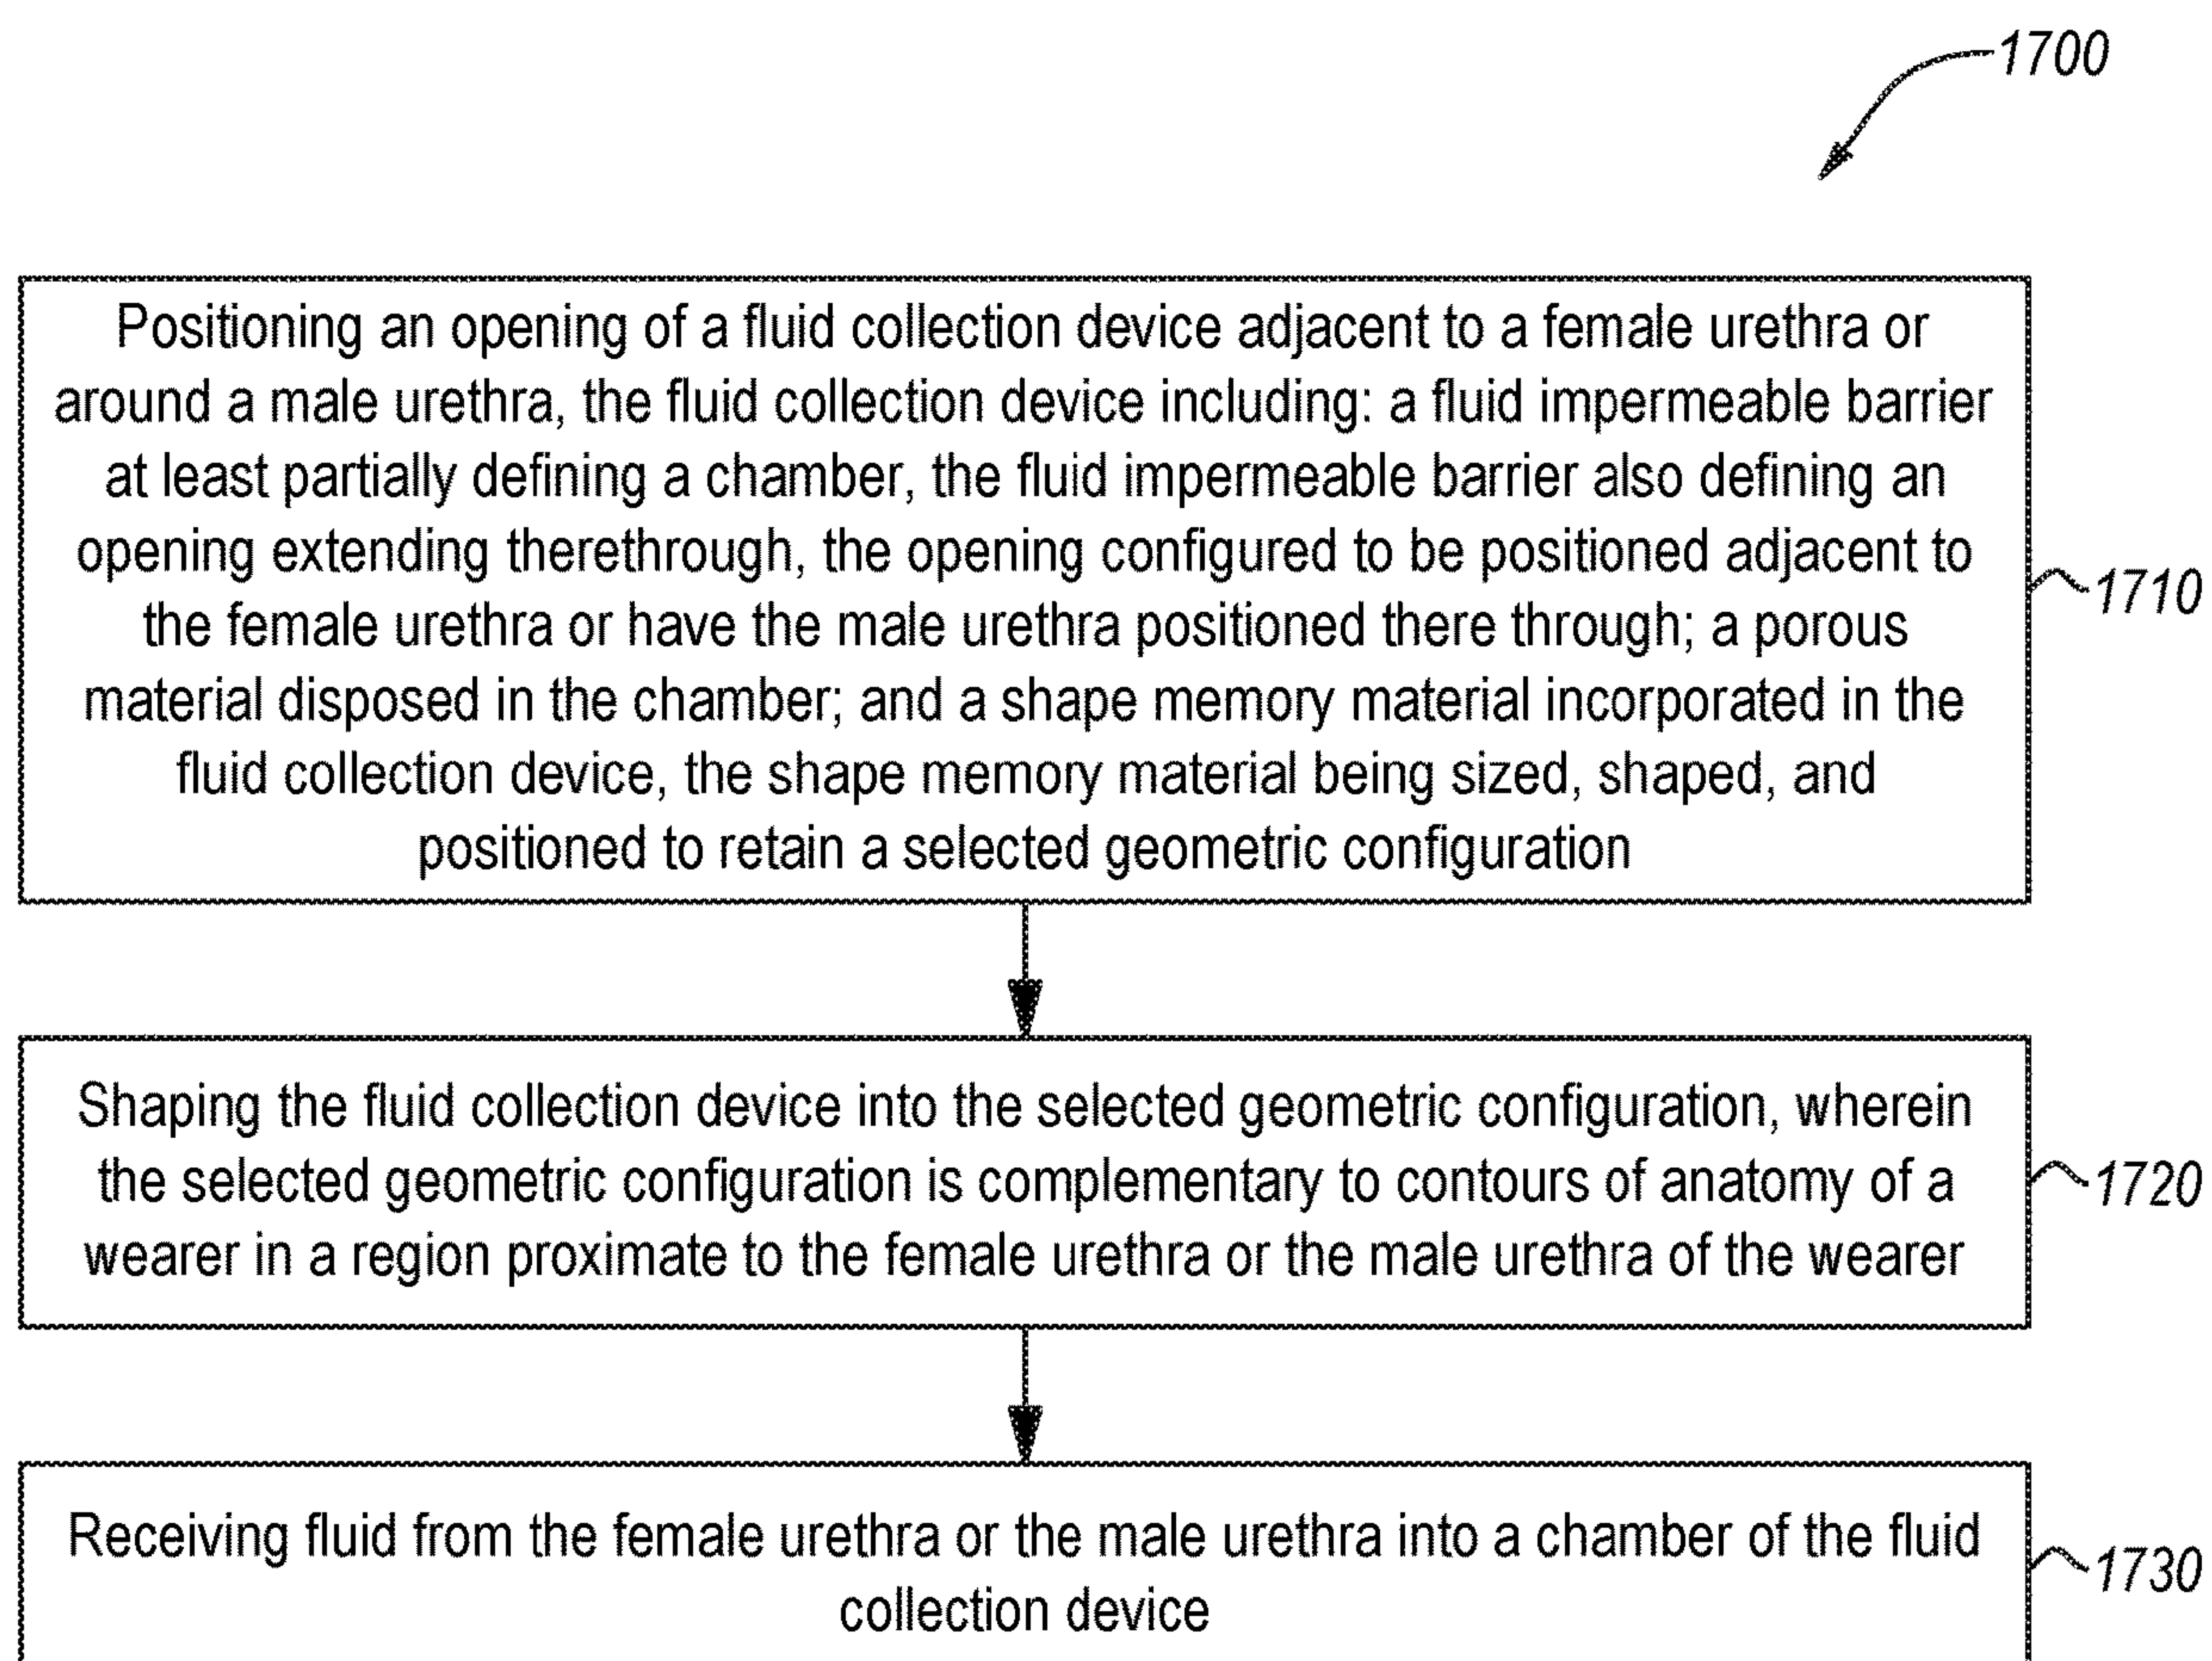 1700
Positioning an opening of a fluid collection device adjacent to a female urethra or
around a male urethra, the fluid collection device including: a fluid impermeable barrier
at least partially defining a chamber, the fluid impermeable barrier also defining an
opening extending therethrough, the opening configured to be positioned adjacent to
the female urethra or have the male urethra positioned there through; a porous
material disposed in the chamber; and a shape memory material incorporated in the
fluid collection device, the shape memory material being sized, shaped, and
positioned to retain a selected geometric configuration
1710
Shaping the fluid collection device into the selected geometric configuration, wherein
the selected geometric configuration is complementary to contours of anatomy of a
wearer in a region proximate to the female urethra or the male urethra of the wearer
1720
Receiving fluid from the female urethra or the male urethra into a chamber of the fluid
collection device
1730